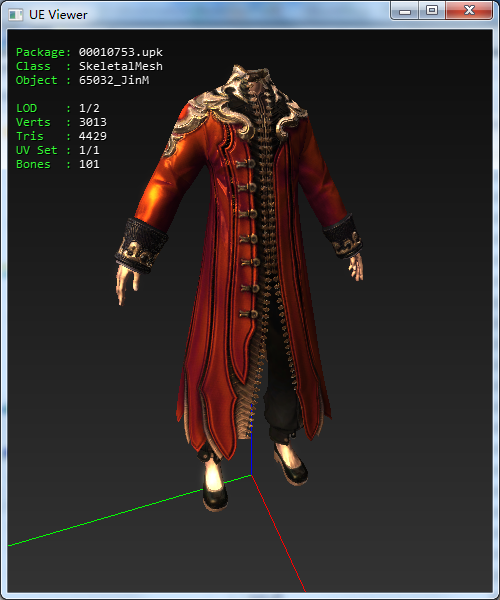 UE Viewer
Package: 00010753.upk
Class  : SkeletalMesh
Object : 65032_JinM
LOD    : 1/2
Verts  : 3013
Tris   : 4429
UV Set : 1/1
Bones  : 101